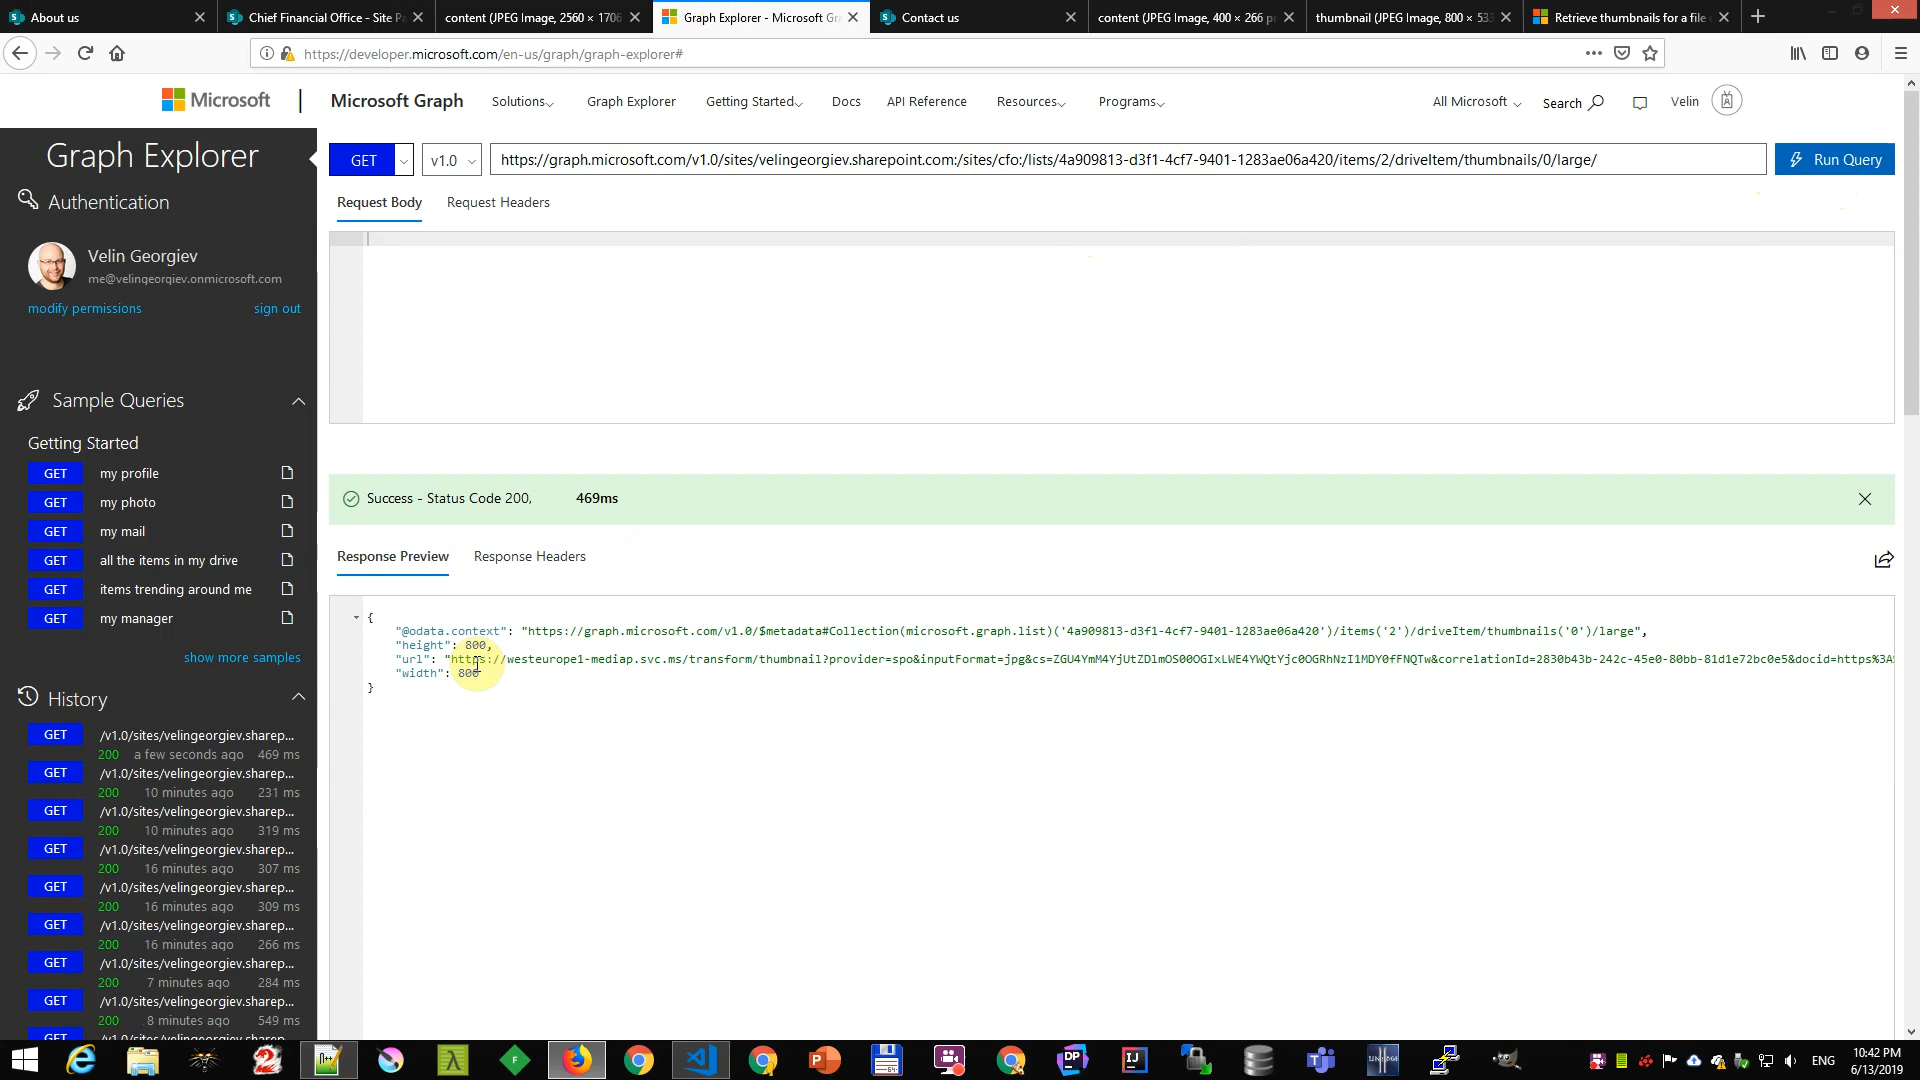 About us
Chief Financial Office - Site Pa
content (JPEG Image, 2560 × 1706
Graph Explorer - Microsoft Gra
Contact us
content (JPEG Image, 400 × 266 p
thumbnail (JPEG Image, 800 × 533
Retrieve thumbnails for a file
https://developer.microsoft.com/en-us/graph/graph-explorer#
Microsoft
Microsoft Graph
Solutions
Graph Explorer
Getting Started
Docs
API Reference
Resources
Programs
All Microsoft
Search
Velin
Graph Explorer
GET
v1.0
https://graph.microsoft.com/v1.0/sites/velingeorgiev.sharepoint.com:/sites/cfo:/lists/4a909813-d3f1-4cf7-9401-1283ae06a420/items/2/driveItem/thumbnails/0/large/
Run Query
Authentication
Request Body
Request Headers
Velin Georgiev
me@velingeorgiev.onmicrosoft.com
modify permissions
sign out
Sample Queries
Getting Started
GET my profile
GET my photo
GET my mail
GET all the items in my drive
GET items trending around me
GET my manager
show more samples
Success - Status Code 200, 469ms
Response Preview
Response Headers
{
"@odata.context": "https://graph.microsoft.com/v1.0/$metadata#Collection(microsoft.graph.list)('4a909813-d3f1-4cf7-9401-1283ae06a420')/items('2')/driveItem/thumbnails('0')/large",
"height": 800,
"url": "https://westeurope1-mediap.svc.ms/transform/thumbnail?provider=spo&inputFormat=jpg&cs=ZGU4YmM4YjUtZDlmOS00OGIxLWE4YWQtYjc0OGRhNzI1MDY0fFNQTw&correlationId=2830b43b-242c-45e0-80bb-81d1e72bc0e5&docid=https%3A
"width": 800
}
History
GET /v1.0/sites/velingeorgiev.sharep...
200 a few seconds ago 469 ms
GET /v1.0/sites/velingeorgiev.sharep...
200 10 minutes ago 231 ms
GET /v1.0/sites/velingeorgiev.sharep...
200 10 minutes ago 319 ms
GET /v1.0/sites/velingeorgiev.sharep...
200 16 minutes ago 307 ms
GET /v1.0/sites/velingeorgiev.sharep...
200 16 minutes ago 309 ms
GET /v1.0/sites/velingeorgiev.sharep...
200 16 minutes ago 266 ms
GET /v1.0/sites/velingeorgiev.sharep...
200 7 minutes ago 284 ms
GET /v1.0/sites/velingeorgiev.sharep...
200 8 minutes ago 549 ms
GET /v1.0/sites/velingeorgiev.sharep...
ENG
10:42 PM
6/13/2019